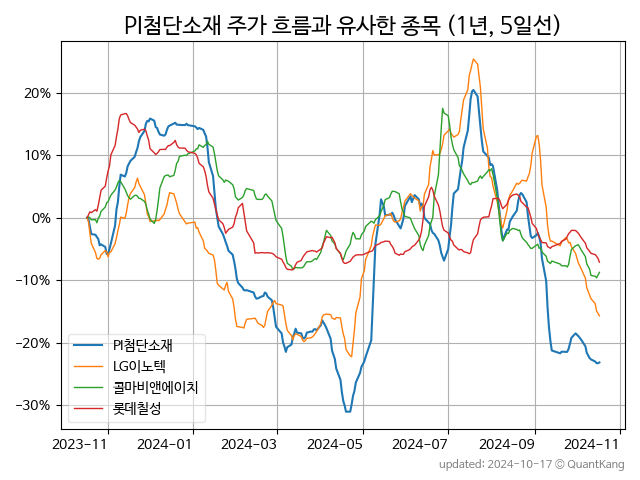 PI첨단소재 주가 흐름과 유사한 종목 (1년, 5일선)
20%
10%
0%
−10%
−20%
−30%
PI첨단소재
LG이노텍
콜마비앤에이치
롯데칠성
2023-11 2024-01 2024-03 2024-05 2024-07 2024-09 2024-11
updated: 2024-10-17 © QuantKang